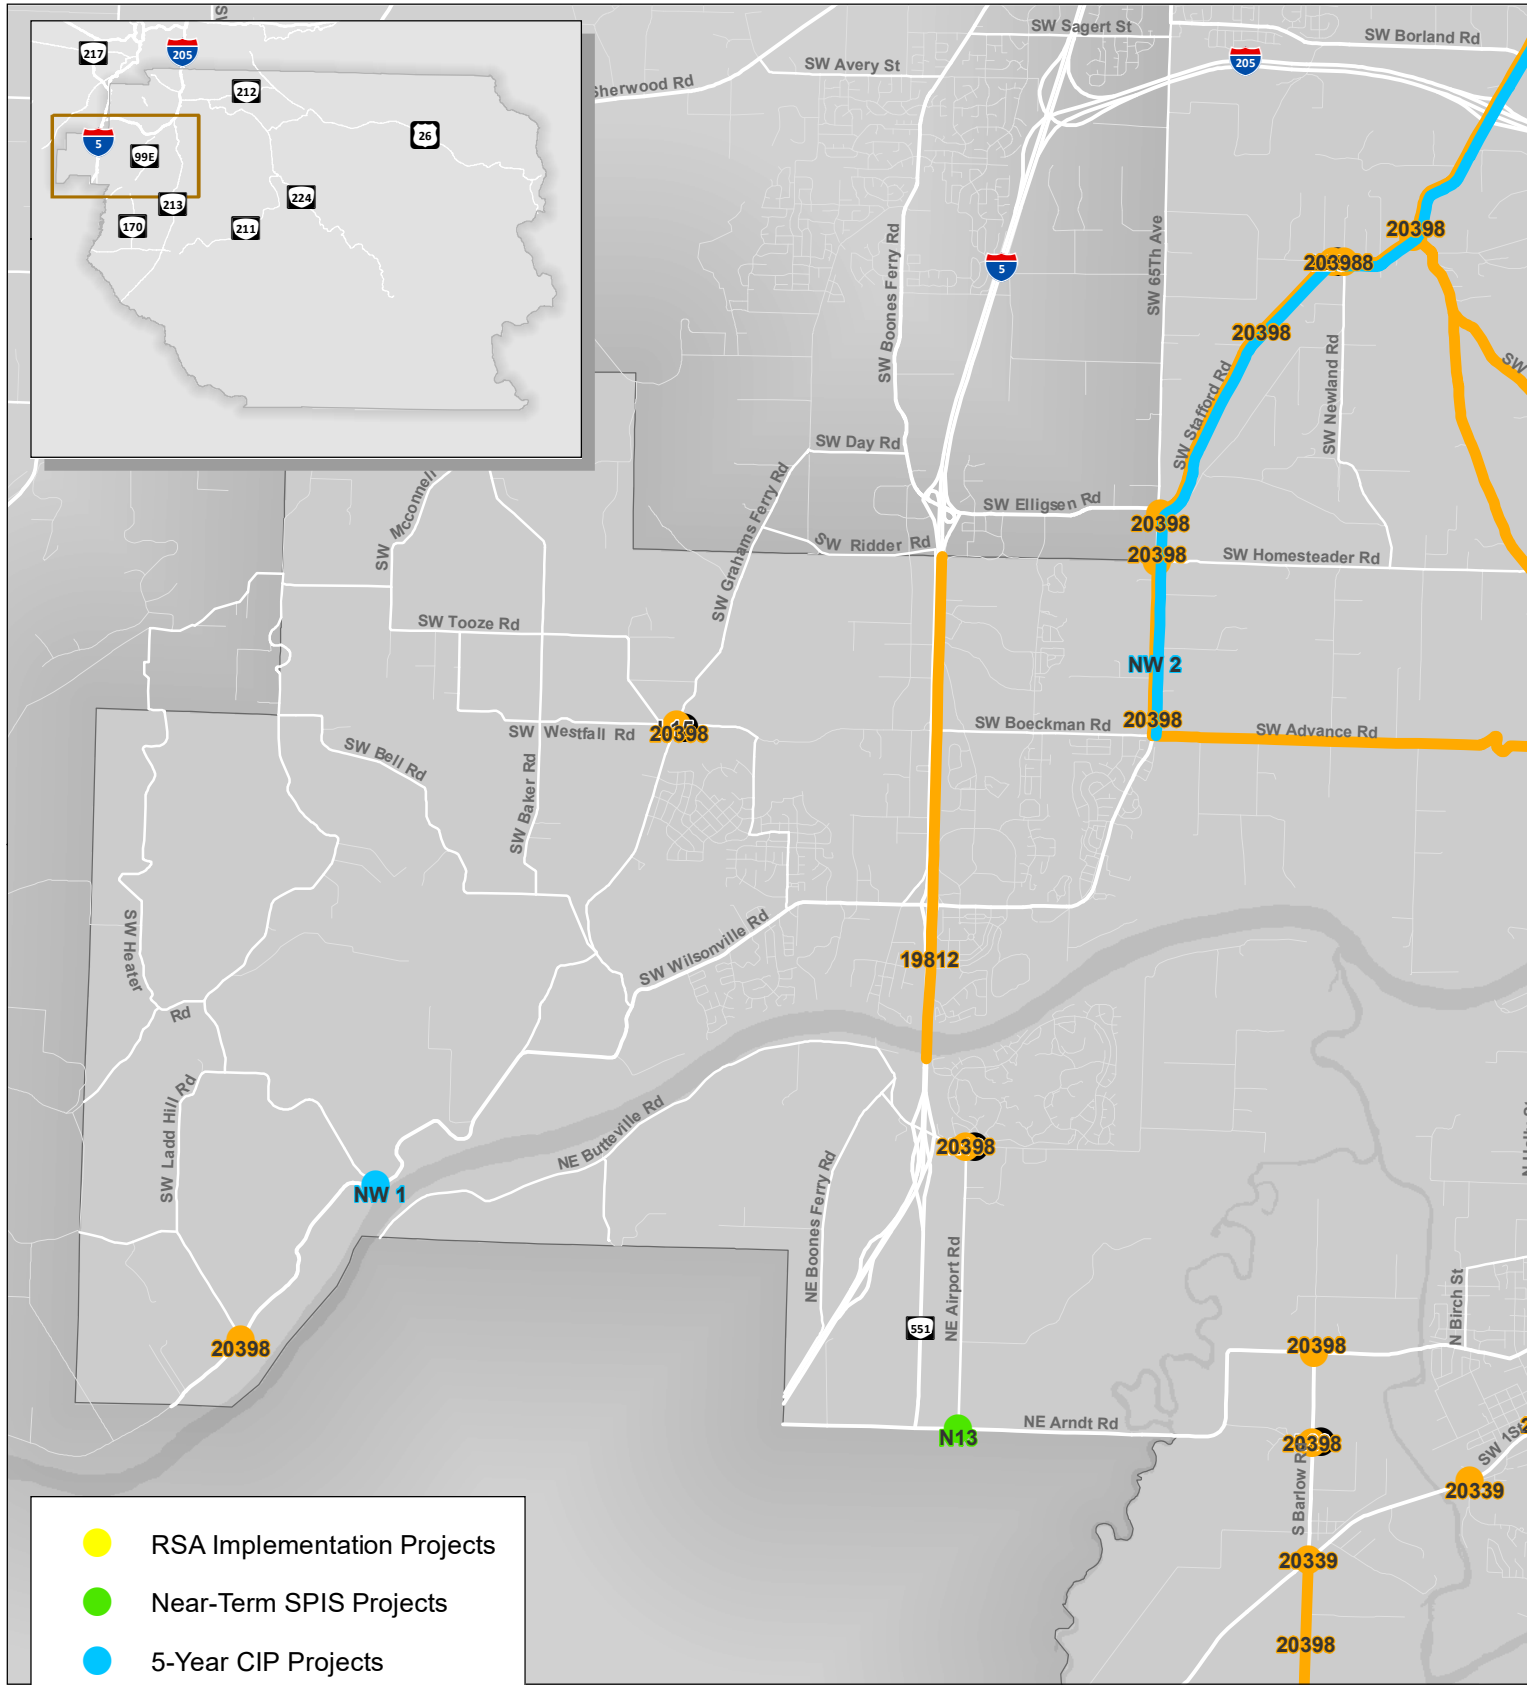 217
205
212
26
5
99E
224
213
170
211
SW Sagert St
SW Borland Rd
205
SW Avery St
Sherwood Rd
SW 65Th Ave
SW Boones Ferry Rd
5
20398
203988
20398
SW Newland Rd
SW Stafford Rd
SW
SW Day Rd
SW Mcconnell
SW Grahams Ferry Rd
SW Elligsen Rd
20398
SW Ridder Rd
20398
SW Homesteader Rd
SW Tooze Rd
NW 2
20398
SW Boeckman Rd
SW Advance Rd
SW Westfall Rd
20398
SW Bell Rd
SW Baker Rd
SW Heater
Rd
SW Wilsonville Rd
19812
SW Ladd Hill Rd
NE Butteville Rd
20398
NW 1
NE Boones Ferry Rd
NE Airport Rd
551
N Birch St
20398
20398
NE Arndt Rd
N13
20398
S Barlow Rd
SW 1St
20339
20339
20398
RSA Implementation Projects
Near-Term SPIS Projects
5-Year CIP Projects